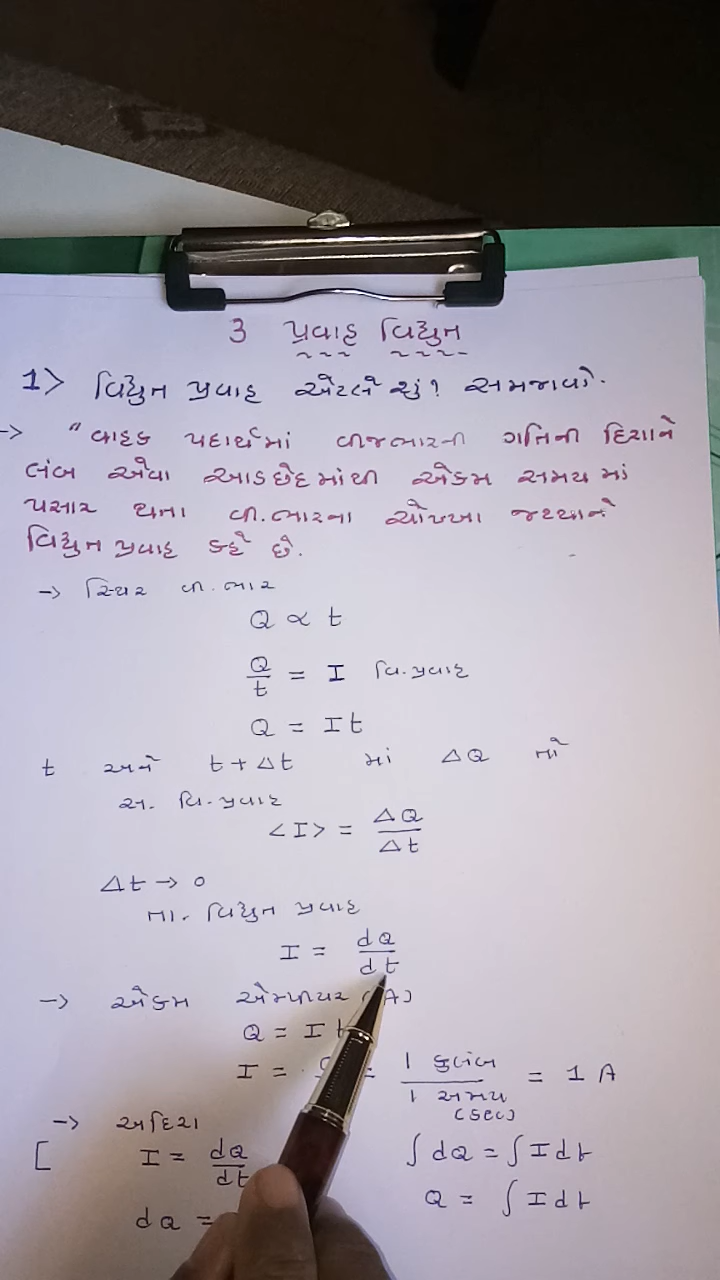 3 પ્રવાહ વિદ્યુત
1> વિદ્યુત પ્રવાહ એટલે શું? સમજાવો.
-> "વાહક પદાર્થમાં વીજભારની ગતિની દિશાને
લંબ એવા આડછેદમાંથી એકમ સમયમાં
પસાર થતા વી.ભારના ચોખ્ખા જથ્થાને
વિદ્યુત પ્રવાહ કહે છે.
-> સ્થિર વી.ભાર
Q ∝ t
Q/t = I વિ.પ્રવાહ
Q = It
t અને t+Δt માં ΔQ નો
સ. વિ.પ્રવાહ
<I> = ΔQ/Δt
Δt → 0
તા. વિદ્યુત પ્રવાહ
I = dQ/dt
-> એકમ એમ્પીયર A)
Q = It
I = = 1 કુલંબ / 1 સમય (sec) = 1 A
-> અદિશ
[ I = dQ/dt ∫dQ = ∫Idt
dQ = Q = ∫Idt